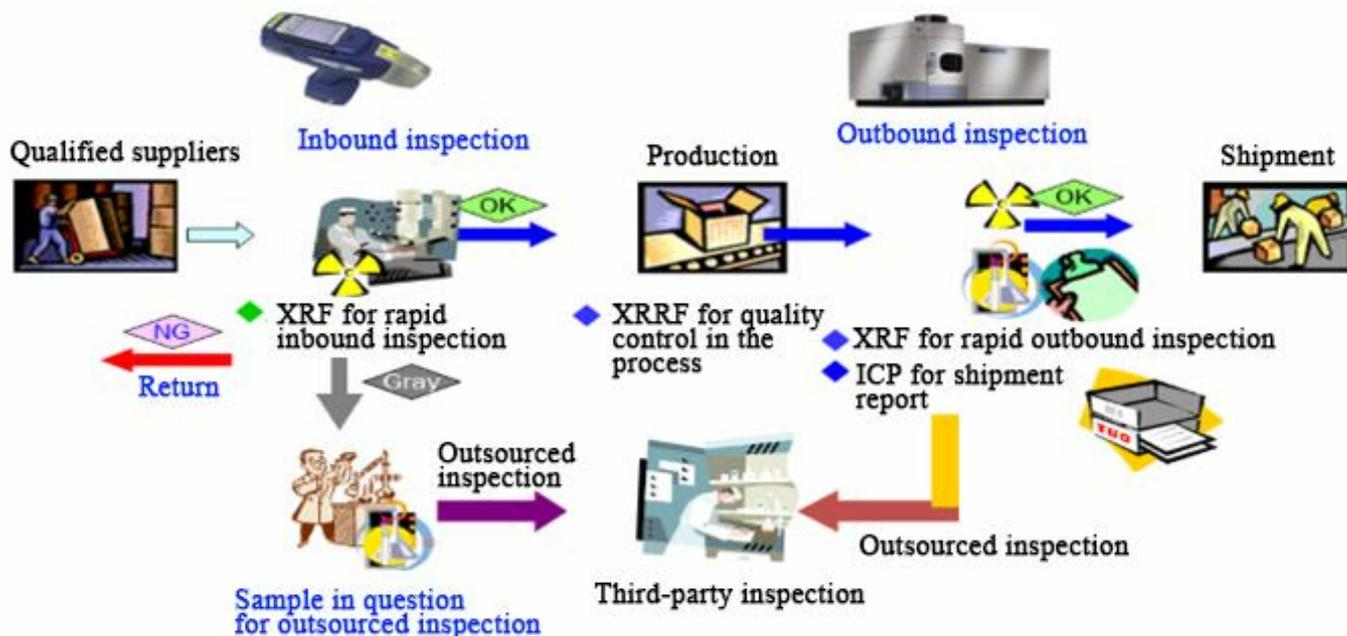 Inbound inspection
Outbound inspection
Qualified suppliers
Production
Shipment
OK
OK
XRF for rapid
inbound inspection
XRRF for quality
control in the
process
XRF for rapid outbound inspection
ICP for shipment
report
NG
Return
Gray
Outsourced
inspection
Outsourced inspection
Sample in question
for outsourced inspection
Third-party inspection